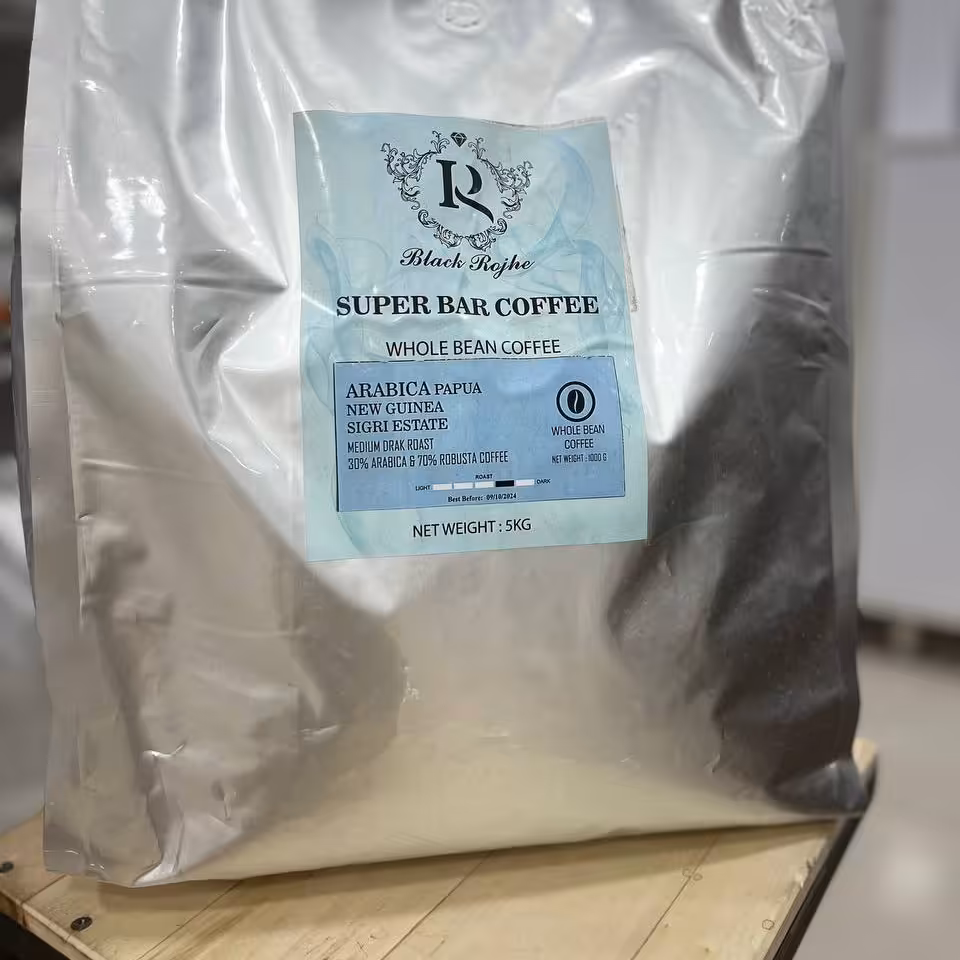 R
Black Rojhe
SUPER BAR COFFEE
WHOLE BEAN COFFEE
ARABICA PAPUA
NEW GUINEA
SIGRI ESTATE
MEDIUM DRAK ROAST
30% ARABICA & 70% ROBUSTA COFFEE
WHOLE BEAN
COFFEE
NET WEIGHT : 1000 G
ROAST
LIGHT DARK
Best Before: 09/10/2024
NET WEIGHT : 5KG